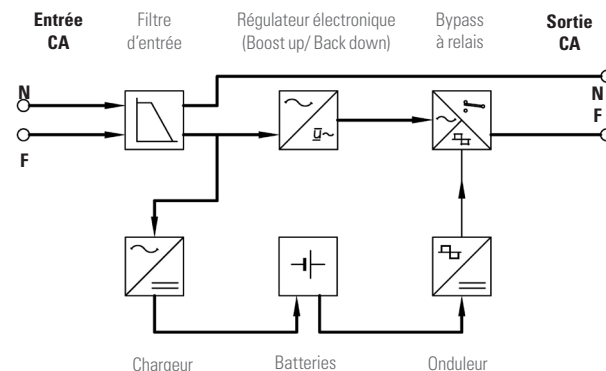 Entrée
CA
Filtre
d'entrée
Régulateur électronique
(Boost up/ Back down)
Bypass
à relais
Sortie
CA
N
F
N
F
u~
Chargeur
Batteries
Onduleur